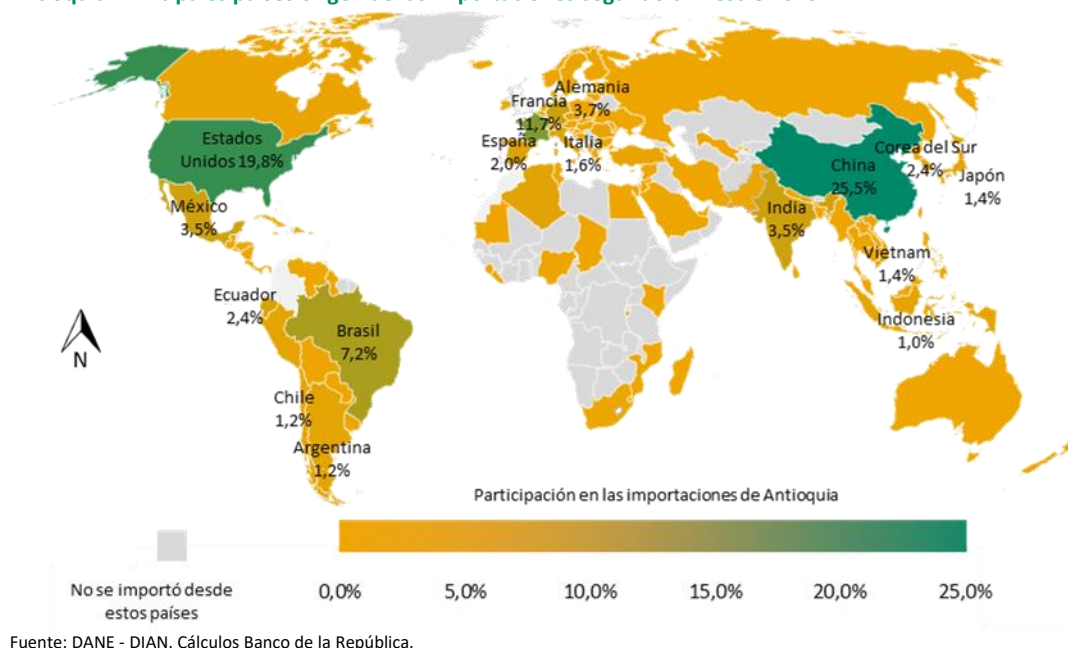 Alemania
3,7%
Francia
11,7%
España
2,0%
Italia
1,6%
Estados
Unidos 19,8%
Corea del Sur
2,4%
China
25,5%
Japón
1,4%
México
3,5%
India
3,5%
Vietnam
1,4%
Ecuador
2,4%
Indonesia
1,0%
Brasil
7,2%
N
Chile
1,2%
Argentina
1,2%
Participación en las importaciones de Antioquia
No se importó desde
estos países
0,0% 5,0% 10,0% 15,0% 20,0% 25,0%
Fuente: DANE - DIAN. Cálculos Banco de la República.